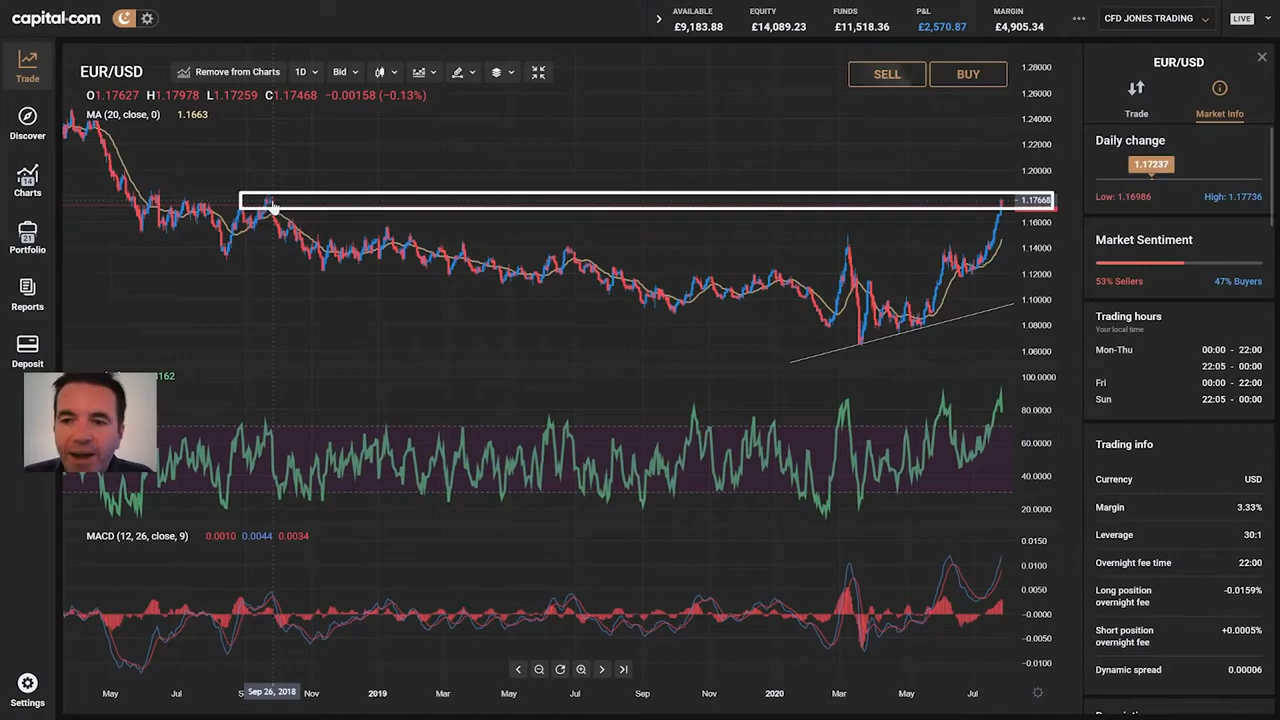 capital.com
AVAILABLE EQUITY FUNDS P&L MARGIN
£9,183.88 £14,089.23 £11,518.36 £2,570.87 £4,905.34
CFD JONES TRADING
LIVE
Trade
Discover
14
Charts
21
Portfolio
Reports
Deposit
Settings
EUR/USD
Remove from Charts 1D Bid
SELL BUY
O1.17627 H1.17978 L1.17259 C1.17468 −0.00158 (−0.13%)
MA (20, close, 0) 1.1663
1.28000
1.26000
1.24000
1.22000
1.20000
1.17668
1.16000
1.14000
1.12000
1.10000
1.08000
1.06000
3162
100.0000
80.0000
60.0000
40.0000
20.0000
MACD (12, 26, close, 9) 0.0010 0.0044 0.0034
0.0150
0.0100
0.0050
−0.0000
−0.0050
−0.0100
May Jul S Sep 26, 2018 Nov 2019 Mar May Jul Sep Nov 2020 Mar May Jul
EUR/USD
Trade Market Info
Daily change
1.17237
Low: 1.16986 High: 1.17736
Market Sentiment
53% Sellers 47% Buyers
Trading hours
Your local time
Mon-Thu 00:00 - 22:00
22:05 - 00:00
Fri 00:00 - 22:00
Sun 22:05 - 00:00
Trading info
Currency USD
Margin 3.33%
Leverage 30:1
Overnight fee time 22:00
Long position
overnight fee -0.0159%
Short position
overnight fee +0.0005%
Dynamic spread 0.00006